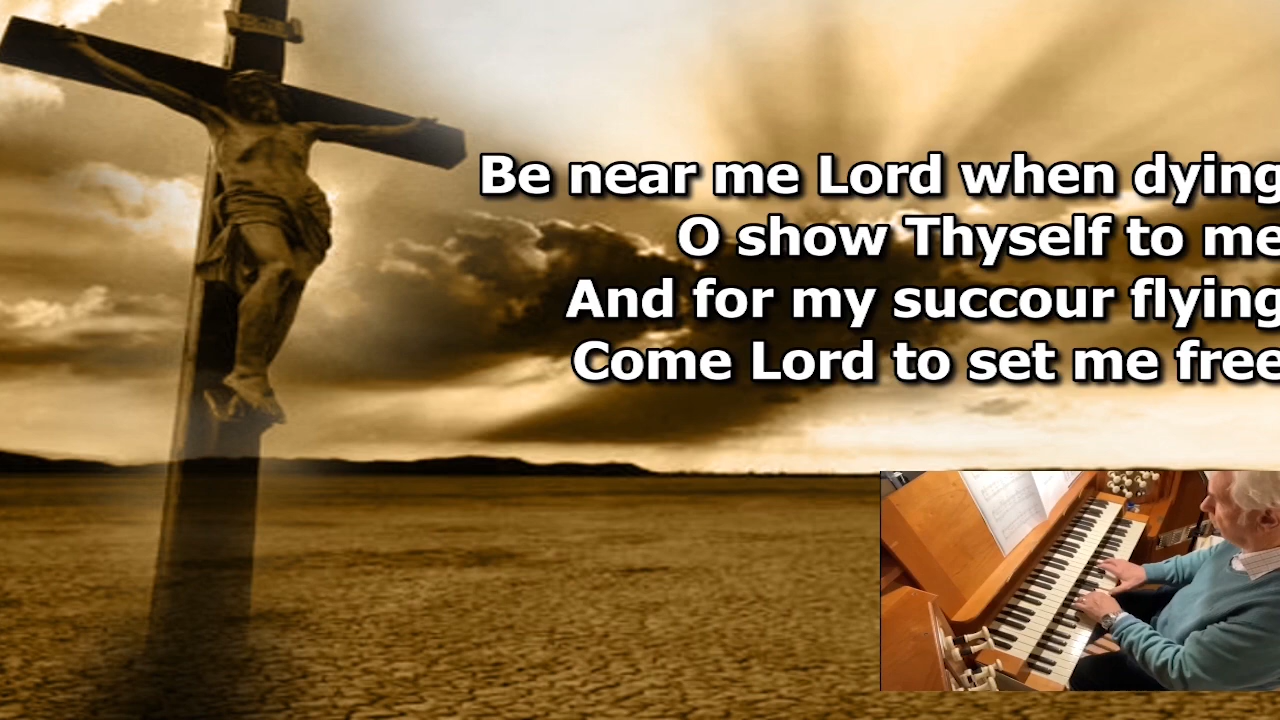 Be near me Lord when dying
O show Thyself to me
And for my succour flying
Come Lord to set me free